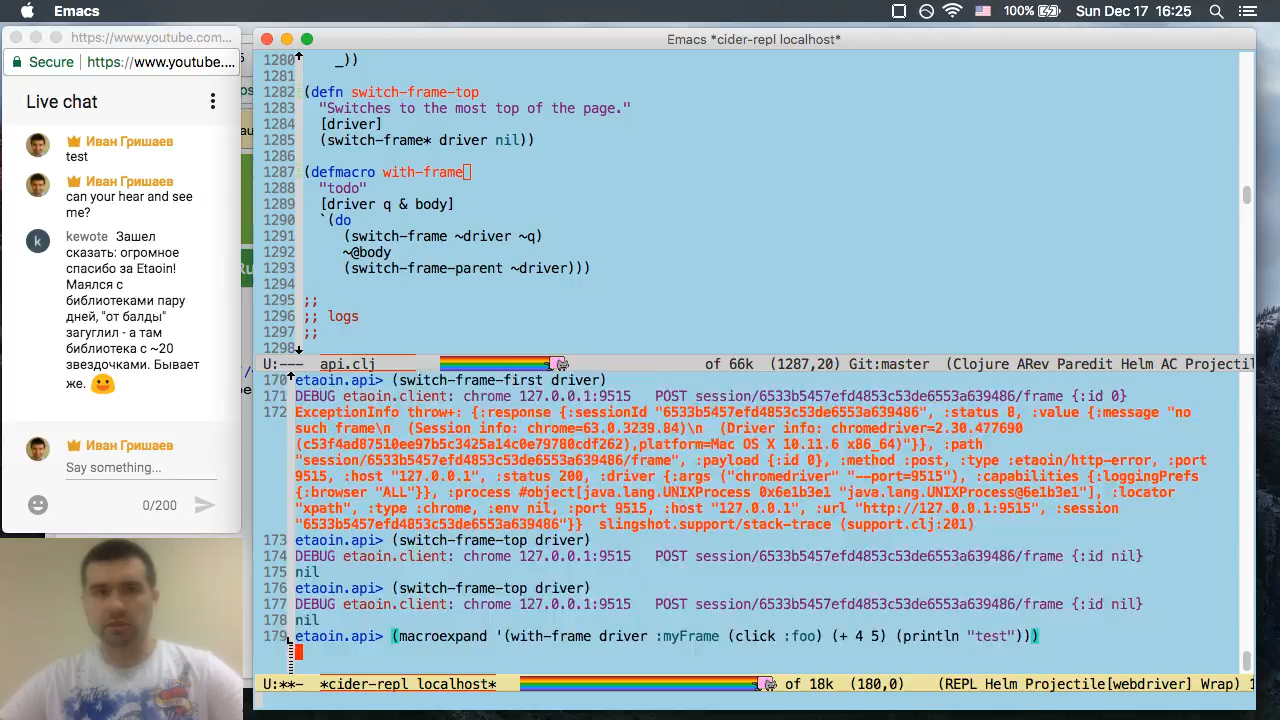 Emacs
100%
Sun Dec 17 16:25
https://www.youtube.com...
Secure
https://www.youtube....
Live chat
Иван Гришаев
test
Иван Гришаев
can your hear and see
me?
kewote Зашел
сказать: огромное
спасибо за Etaoin!
Маялся с
библиотеками пару
дней, "от балды"
загуглил - а там
библиотека с ~20
звездочками. Бывает
же.
Иван Гришаев
Say something...
0/200
Emacs *cider-repl localhost*
1280 _))
1281
1282 (defn switch-frame-top
1283 "Switches to the most top of the page."
1284 [driver]
1285 (switch-frame* driver nil))
1286
1287 (defmacro with-frame
1288 "todo"
1289 [driver q & body]
1290 `(do
1291 (switch-frame ~driver ~q)
1292 ~@body
1293 (switch-frame-parent ~driver)))
1294
1295 ;;
1296 ;; logs
1297 ;;
1298
U:--- api.clj of 66k (1287,20) Git:master (Clojure ARev Paredit Helm AC Projectil
170 etaoin.api> (switch-frame-first driver)
171 DEBUG etaoin.client: chrome 127.0.0.1:9515 POST session/6533b5457efd4853c53de6553a639486/frame {:id 0}
172 ExceptionInfo throw+: {:response {:sessionId "6533b5457efd4853c53de6553a639486", :status 8, :value {:message "no
such frame\n (Session info: chrome=63.0.3239.84)\n (Driver info: chromedriver=2.30.477690
(c53f4ad87510ee97b5c3425a14c0e79780cdf262),platform=Mac OS X 10.11.6 x86_64)"}}, :path
"session/6533b5457efd4853c53de6553a639486/frame", :payload {:id 0}, :method :post, :type :etaoin/http-error, :port
9515, :host "127.0.0.1", :status 200, :driver {:args ("chromedriver" "--port=9515"), :capabilities {:loggingPrefs
{:browser "ALL"}}, :process #object[java.lang.UNIXProcess 0x6e1b3e1 "java.lang.UNIXProcess@6e1b3e1"], :locator
"xpath", :type :chrome, :env nil, :port 9515, :host "127.0.0.1", :url "http://127.0.0.1:9515", :session
"6533b5457efd4853c53de6553a639486"}} slingshot.support/stack-trace (support.clj:201)
173 etaoin.api> (switch-frame-top driver)
174 DEBUG etaoin.client: chrome 127.0.0.1:9515 POST session/6533b5457efd4853c53de6553a639486/frame {:id nil}
175 nil
176 etaoin.api> (switch-frame-top driver)
177 DEBUG etaoin.client: chrome 127.0.0.1:9515 POST session/6533b5457efd4853c53de6553a639486/frame {:id nil}
178 nil
179 etaoin.api> (macroexpand '(with-frame driver :myFrame (click :foo) (+ 4 5) (println "test")))
U:**- *cider-repl localhost* of 18k (180,0) (REPL Helm Projectile[webdriver] Wrap) 1